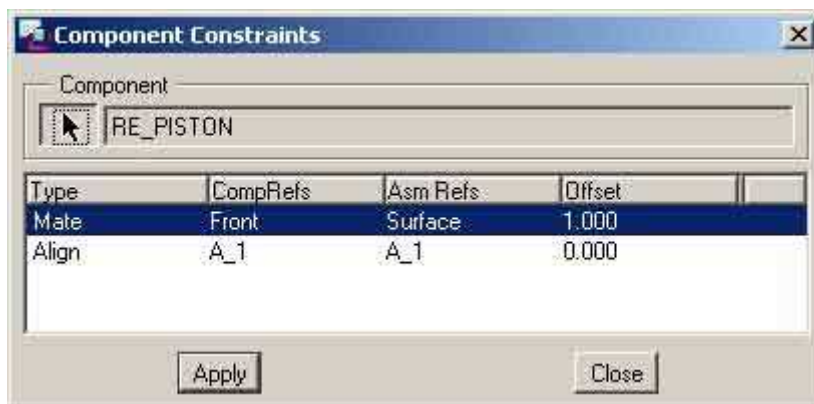 Component Constraints
Component
RE_PISTON
Type CompRefs Asm Refs Offset
Mate Front Surface 1.000
Align A_1 A_1 0.000
Apply Close